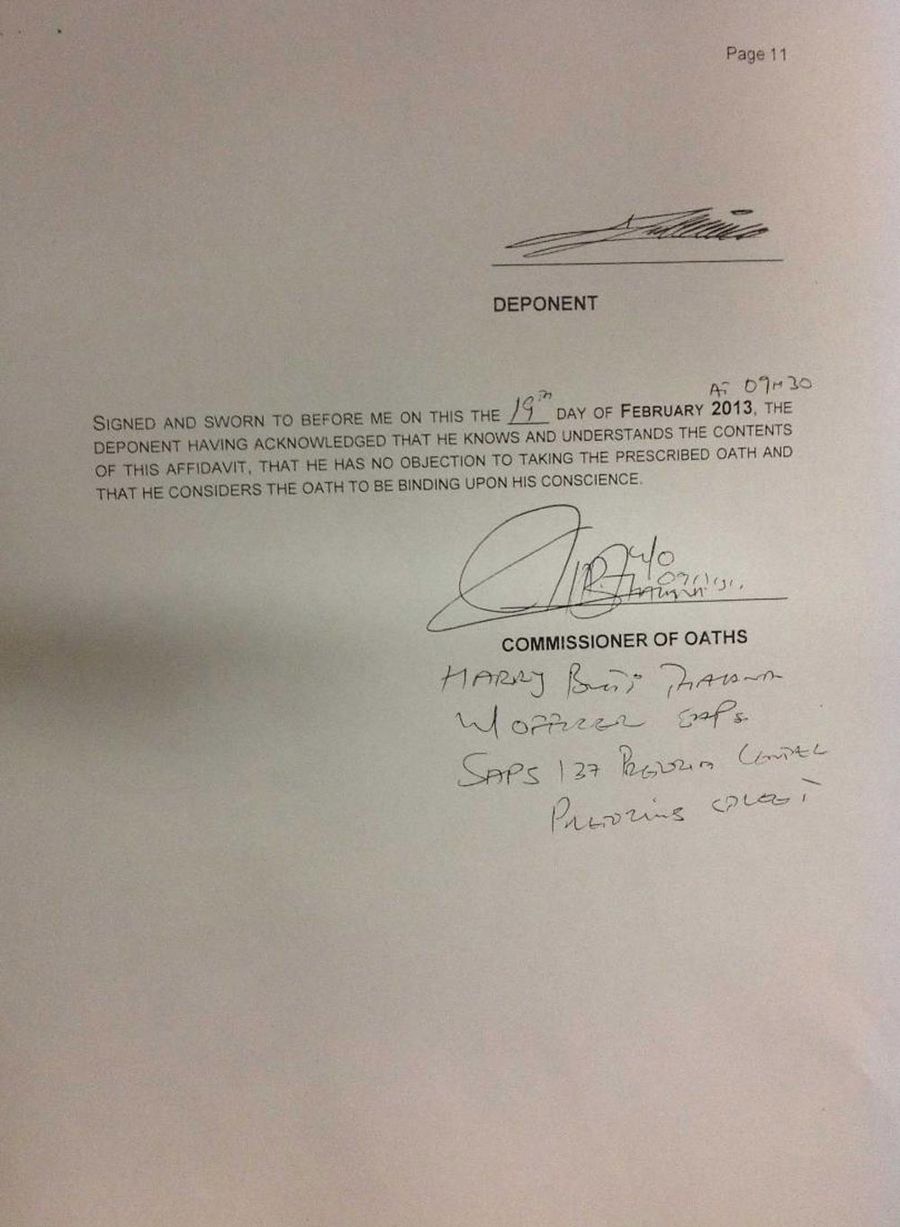 Page 11
DEPONENT
AT 09H30
SIGNED AND SWORN TO BEFORE ME ON THIS THE 19th DAY OF FEBRUARY 2013, THE
DEPONENT HAVING ACKNOWLEDGED THAT HE KNOWS AND UNDERSTANDS THE CONTENTS
OF THIS AFFIDAVIT, THAT HE HAS NO OBJECTION TO TAKING THE PRESCRIBED OATH AND
THAT HE CONSIDERS THE OATH TO BE BINDING UPON HIS CONSCIENCE.
W/O
COMMISSIONER OF OATHS
HARRY
W/OFFICER SAPS
SAPS 137 PRETORIA CENTRAL